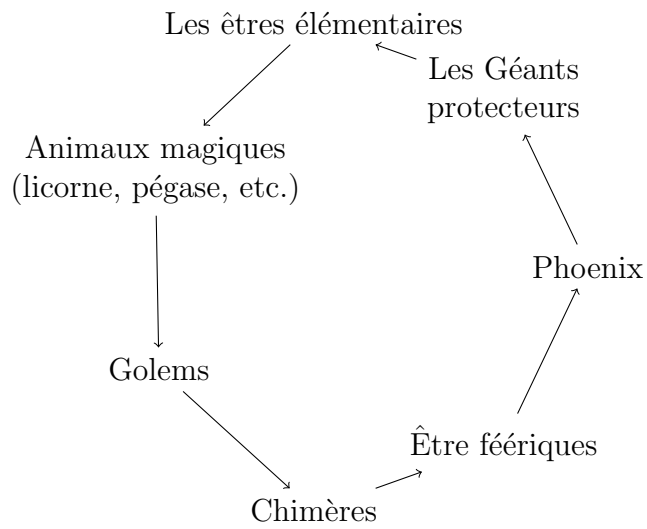 Les êtres élémentaires
Les Géants
protecteurs
Animaux magiques
(licorne, pégase, etc.)
Phoenix
Golems
Être féériques
Chimères